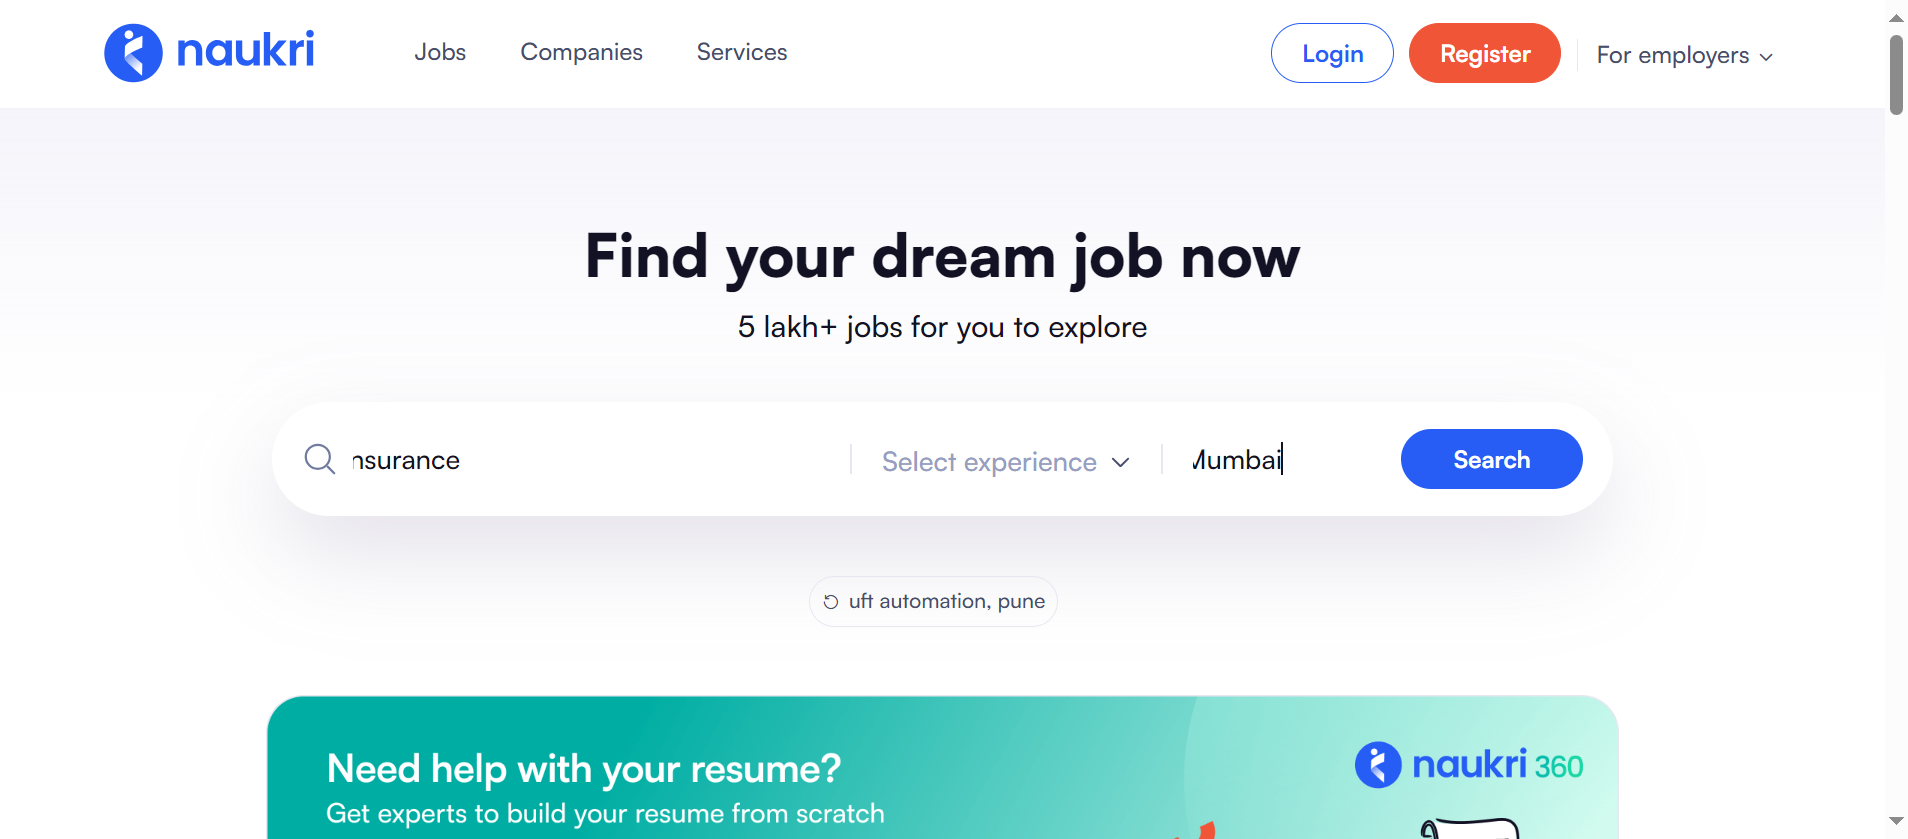 naukri
Jobs Companies Services
Login Register For employers
Find your dream job now
5 lakh+ jobs for you to explore
nsurance Select experience Mumbai Search
uft automation, pune
Need help with your resume?
naukri 360
Get experts to build your resume from scratch